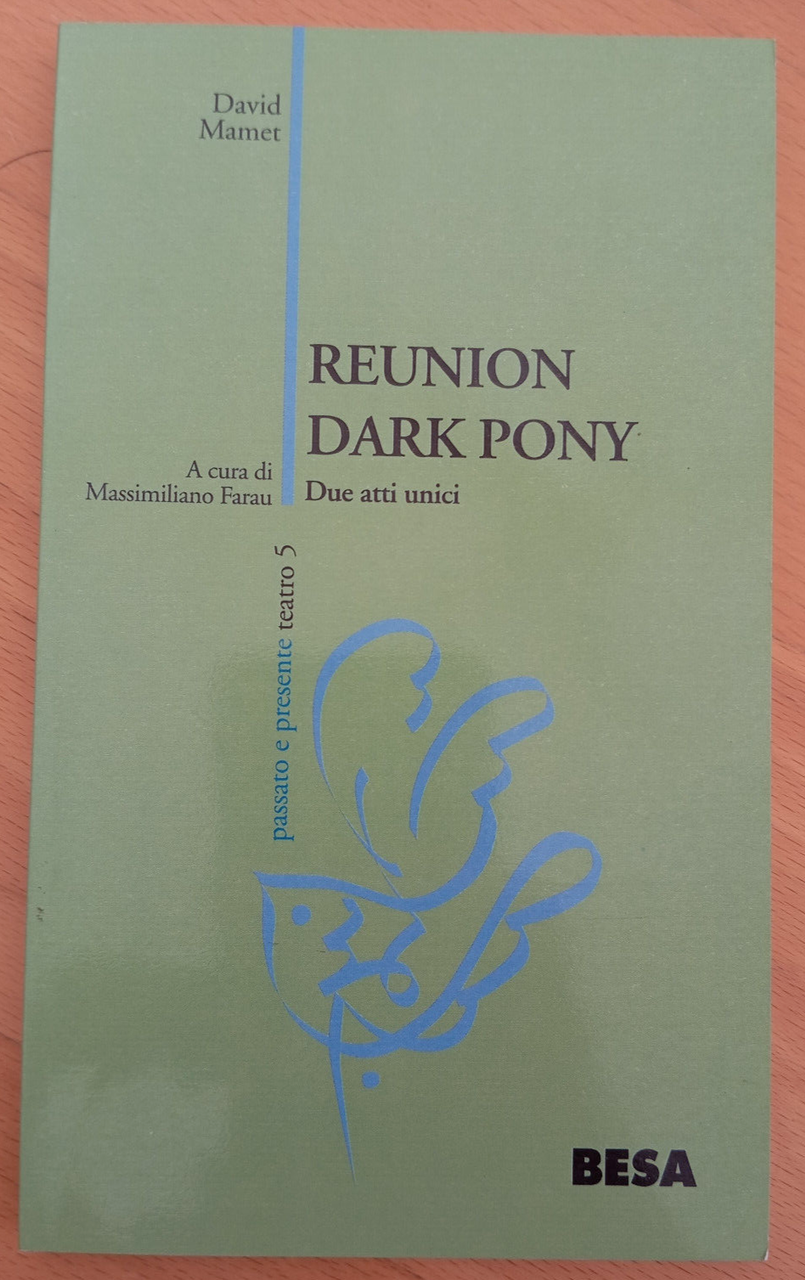 David
Mamet
REUNION
DARK PONY
A cura di
Massimiliano Farau
Due atti unici
passato e presente teatro 5
BESA